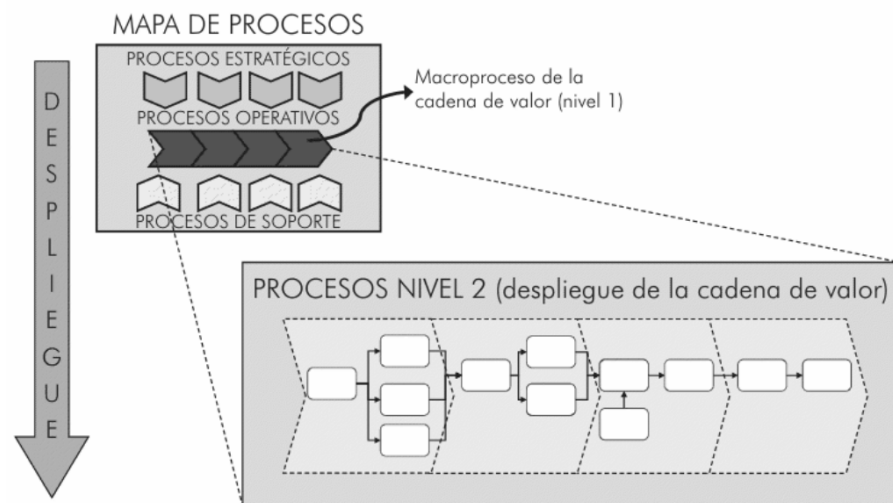 MAPA DE PROCESOS
PROCESOS ESTRATÉGICOS
Macroproceso de la
cadena de valor (nivel 1)
PROCESOS OPERATIVOS
PROCESOS DE SOPORTE
DESPLIEGUE
PROCESOS NIVEL 2 (despliegue de la cadena de valor)